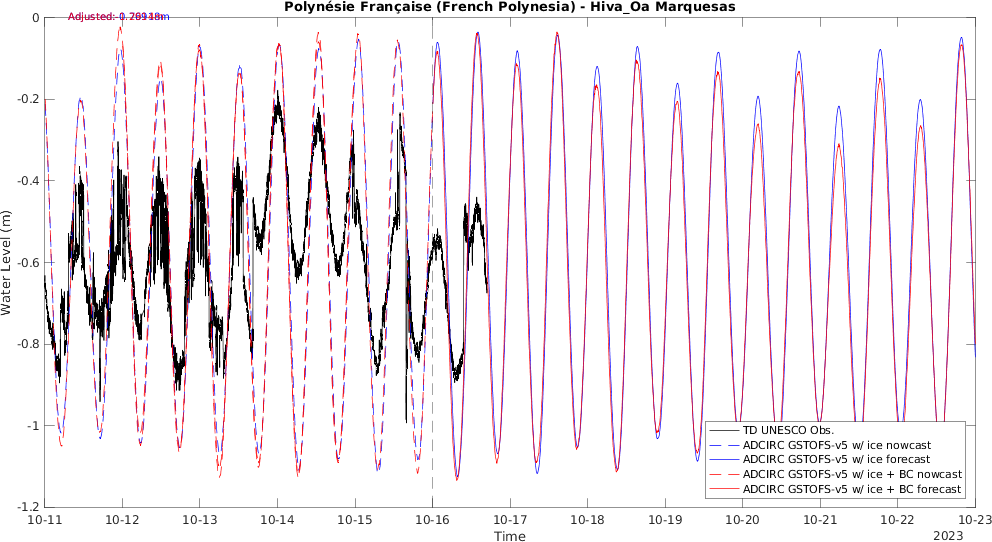 Polynésie Française (French Polynesia) - Hiva_Oa Marquesas
Adjusted:
Water Level (m)
0
-0.2
-0.4
-0.6
-0.8
-1
-1.2
TD UNESCO Obs.
ADCIRC GSTOFS-v5 w/ ice nowcast
ADCIRC GSTOFS-v5 w/ ice forecast
ADCIRC GSTOFS-v5 w/ ice + BC nowcast
ADCIRC GSTOFS-v5 w/ ice + BC forecast
10-11 10-12 10-13 10-14 10-15 10-16 10-17 10-18 10-19 10-20 10-21 10-22 10-23
Time
2023